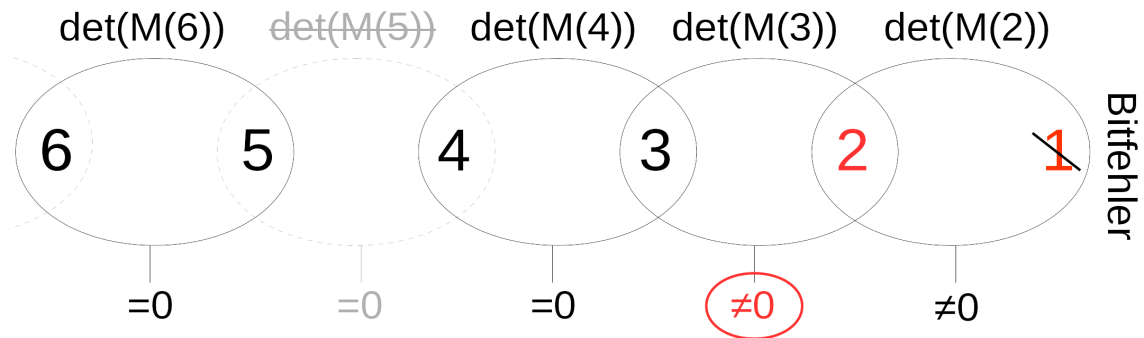 det(M(6)) det(M(5)) det(M(4)) det(M(3)) det(M(2))
6 5 4 3 2 1
=0 =0 =0 ≠0 ≠0
Bitfehler